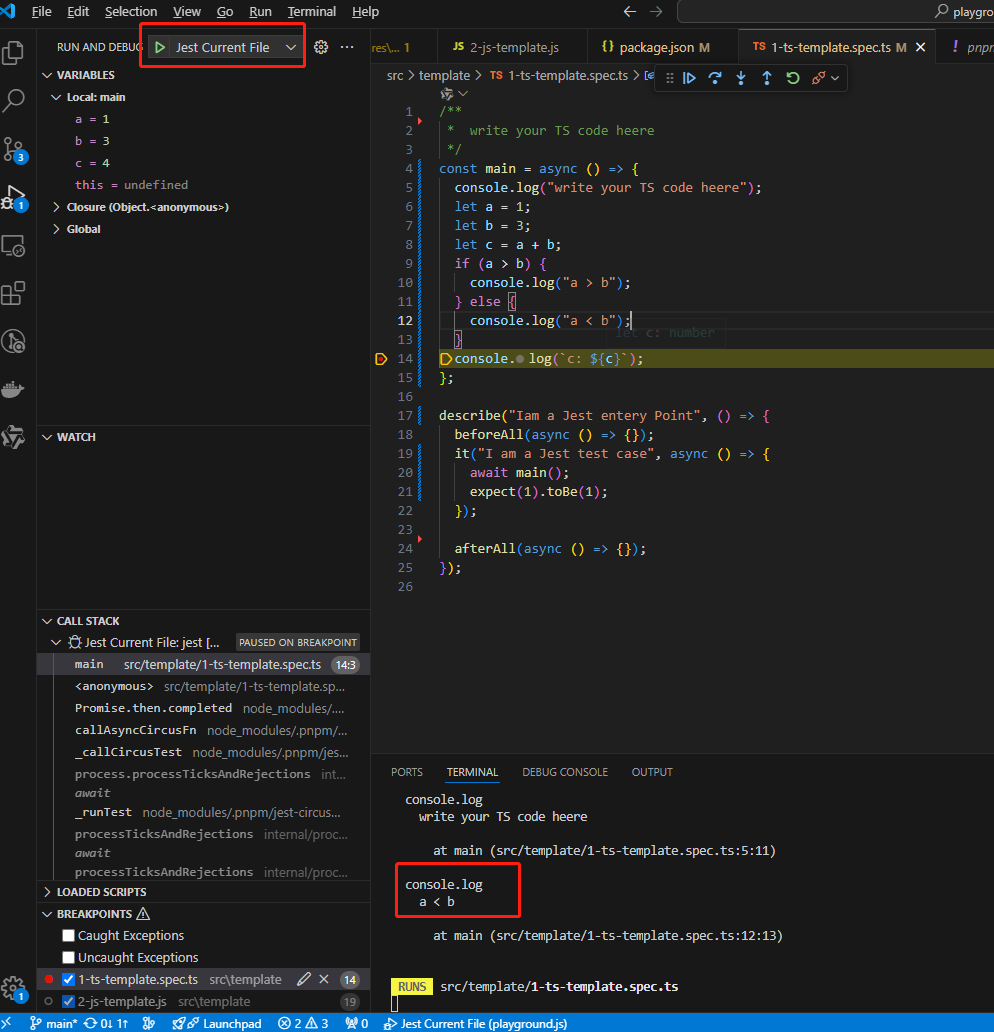 File Edit Selection View Go Run Terminal Help
playgroun
RUN AND DEBUG Jest Current File
res\... 1 JS 2-js-template.js {} package.json M TS 1-ts-template.spec.ts M
src > template > TS 1-ts-template.spec.ts >
VARIABLES
Local: main
a = 1
b = 3
c = 4
this = undefined
Closure (Object.<anonymous>)
Global
WATCH
CALL STACK
Jest Current File: jest [... PAUSED ON BREAKPOINT
main src/template/1-ts-template.spec.ts 14:3
<anonymous> src/template/1-ts-template.sp...
Promise.then.completed node_modules/....
callAsyncCircusFn node_modules/.pnpm/...
_callCircusTest node_modules/.pnpm/jes...
process.processTicksAndRejections int...
await
_runTest node_modules/.pnpm/jest-circus...
processTicksAndRejections internal/proc...
await
processTicksAndRejections internal/proc...
LOADED SCRIPTS
BREAKPOINTS
Caught Exceptions
Uncaught Exceptions
1-ts-template.spec.ts src\template 14
2-js-template.js src\template 19
3
1
1
1 /**
2 * write your TS code heere
3 */
4 const main = async () => {
5 console.log("write your TS code heere");
6 let a = 1;
7 let b = 3;
8 let c = a + b;
9 if (a > b) {
10 console.log("a > b");
11 } else {
12 console.log("a < b");
let c: number
13 }
14 console. log(`c: ${c}`);
15 };
16
17 describe("Iam a Jest entery Point", () => {
18 beforeAll(async () => {});
19 it("I am a Jest test case", async () => {
20 await main();
21 expect(1).toBe(1);
22 });
23
24 afterAll(async () => {});
25 });
26
PORTS TERMINAL DEBUG CONSOLE OUTPUT
console.log
write your TS code heere
at main (src/template/1-ts-template.spec.ts:5:11)
console.log
a < b
at main (src/template/1-ts-template.spec.ts:12:13)
RUNS src/template/1-ts-template.spec.ts
main* 0↓ 1↑ Launchpad 2 3 0 Jest Current File (playground.js)